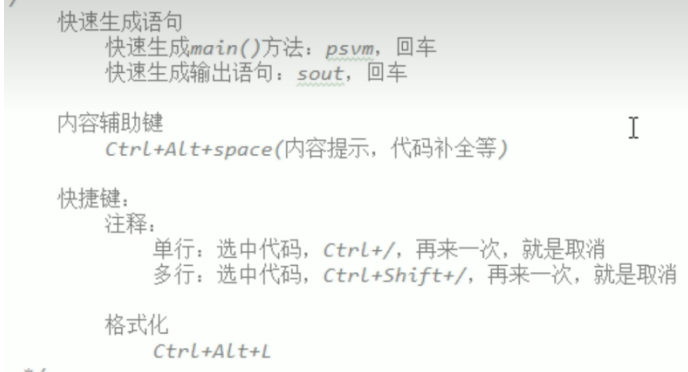 快速生成语句
快速生成main()方法：psvm，回车
快速生成输出语句：sout，回车
内容辅助键
Ctrl+Alt+space(内容提示，代码补全等)
快捷键：
注释：
单行：选中代码，Ctrl+/，再来一次，就是取消
多行：选中代码，Ctrl+Shift+/，再来一次，就是取消
格式化
Ctrl+Alt+L